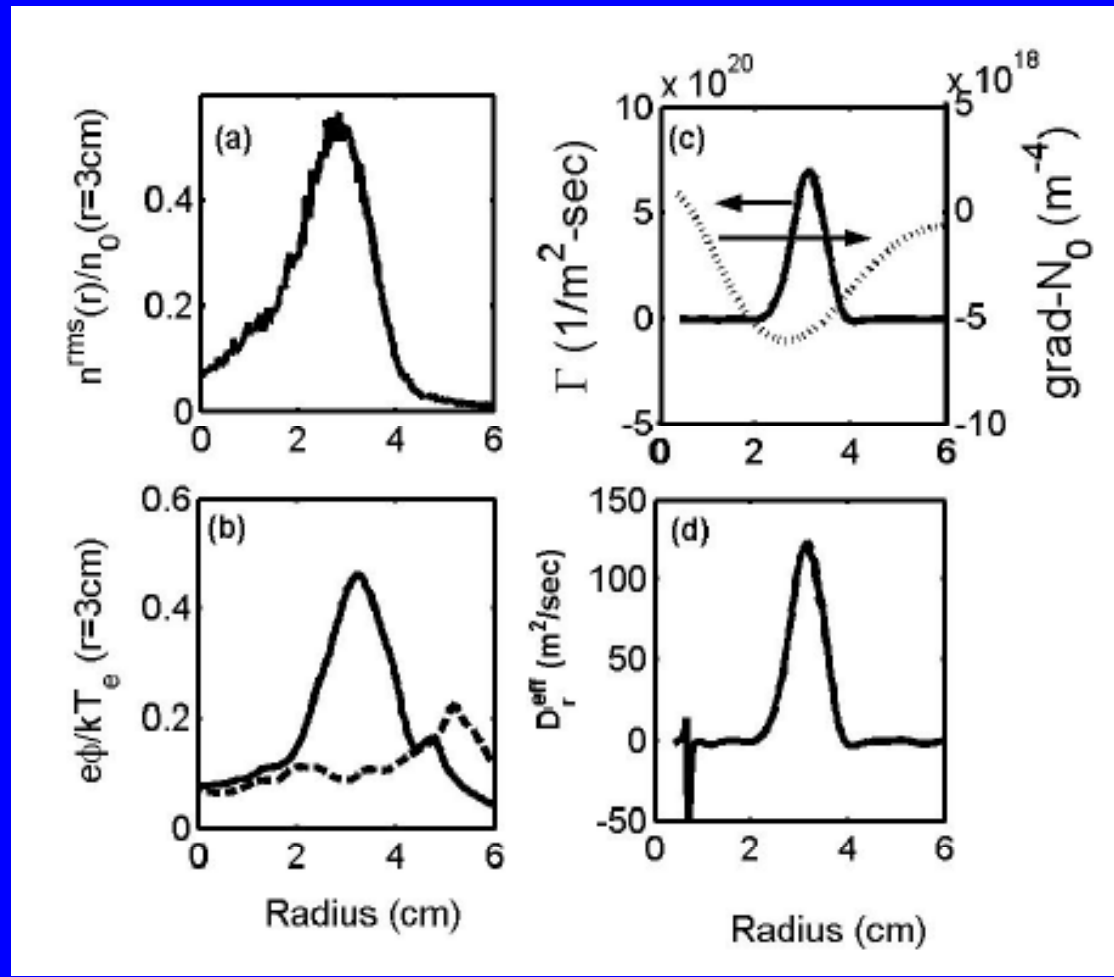 (a)
n^rms(r)/n_0(r=3cm)
0.4
0.2
0
0 2 4 6
(b)
eϕ/kT_e (r=3cm)
0.6
0.4
0.2
0
0 2 4 6
Radius (cm)
x 10^20
x 10^18
(c)
Γ (1/m^2-sec)
10
5
0
-5
5
0
-5
-10
grad-N_0 (m^-4)
0 2 4 6
(d)
D_r^eff (m^2/sec)
150
100
50
0
-50
0 2 4 6
Radius (cm)